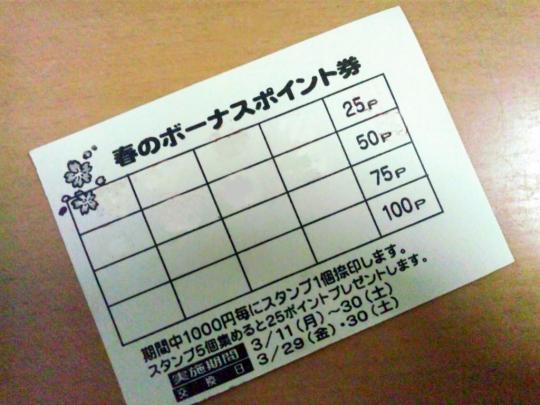 春のボーナスポイント券
25P
50P
75P
100P
期間中1000円毎にスタンプ1個捺印します。
スタンプ5個集めると25ポイントプレゼントします。
実施期間 3/11(月)~30(土)
交換日 3/29(金)・30(土)